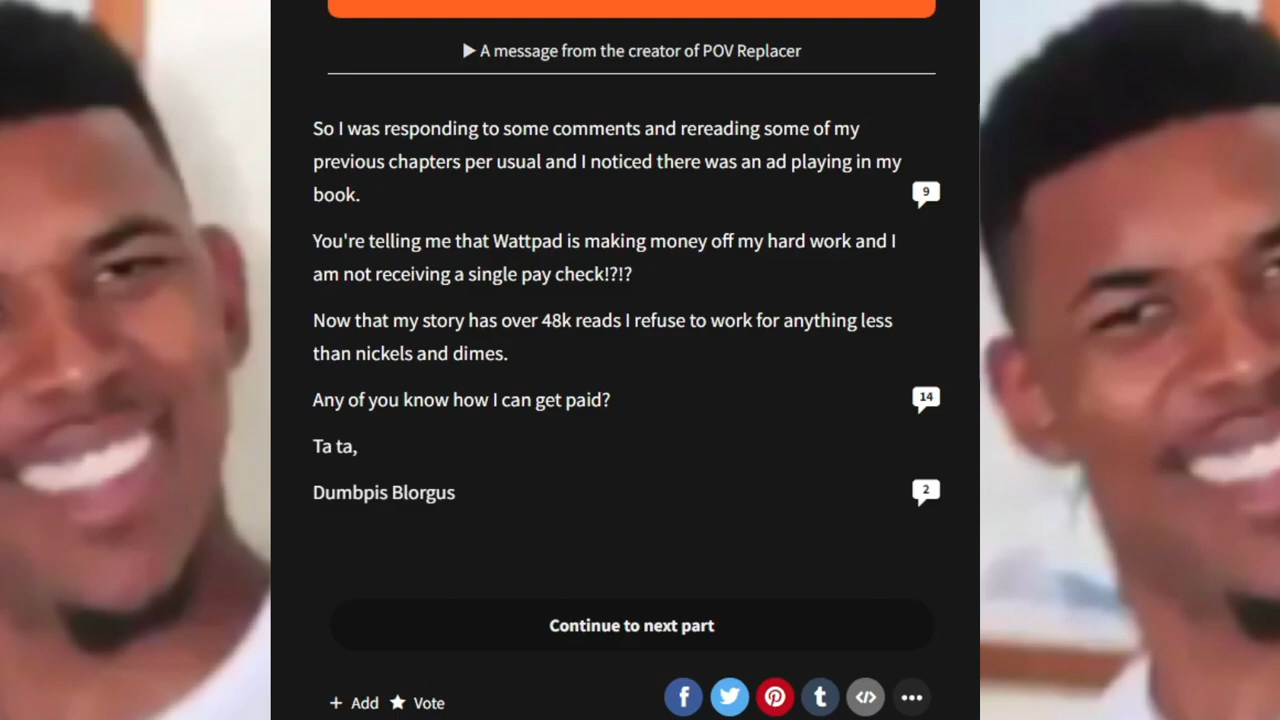 ▶ A message from the creator of POV Replacer
So I was responding to some comments and rereading some of my
previous chapters per usual and I noticed there was an ad playing in my
book.
9
You're telling me that Wattpad is making money off my hard work and I
am not receiving a single pay check!?!?
Now that my story has over 48k reads I refuse to work for anything less
than nickels and dimes.
Any of you know how I can get paid?
14
Ta ta,
Dumbpis Blorgus
2
Continue to next part
+ Add ★ Vote